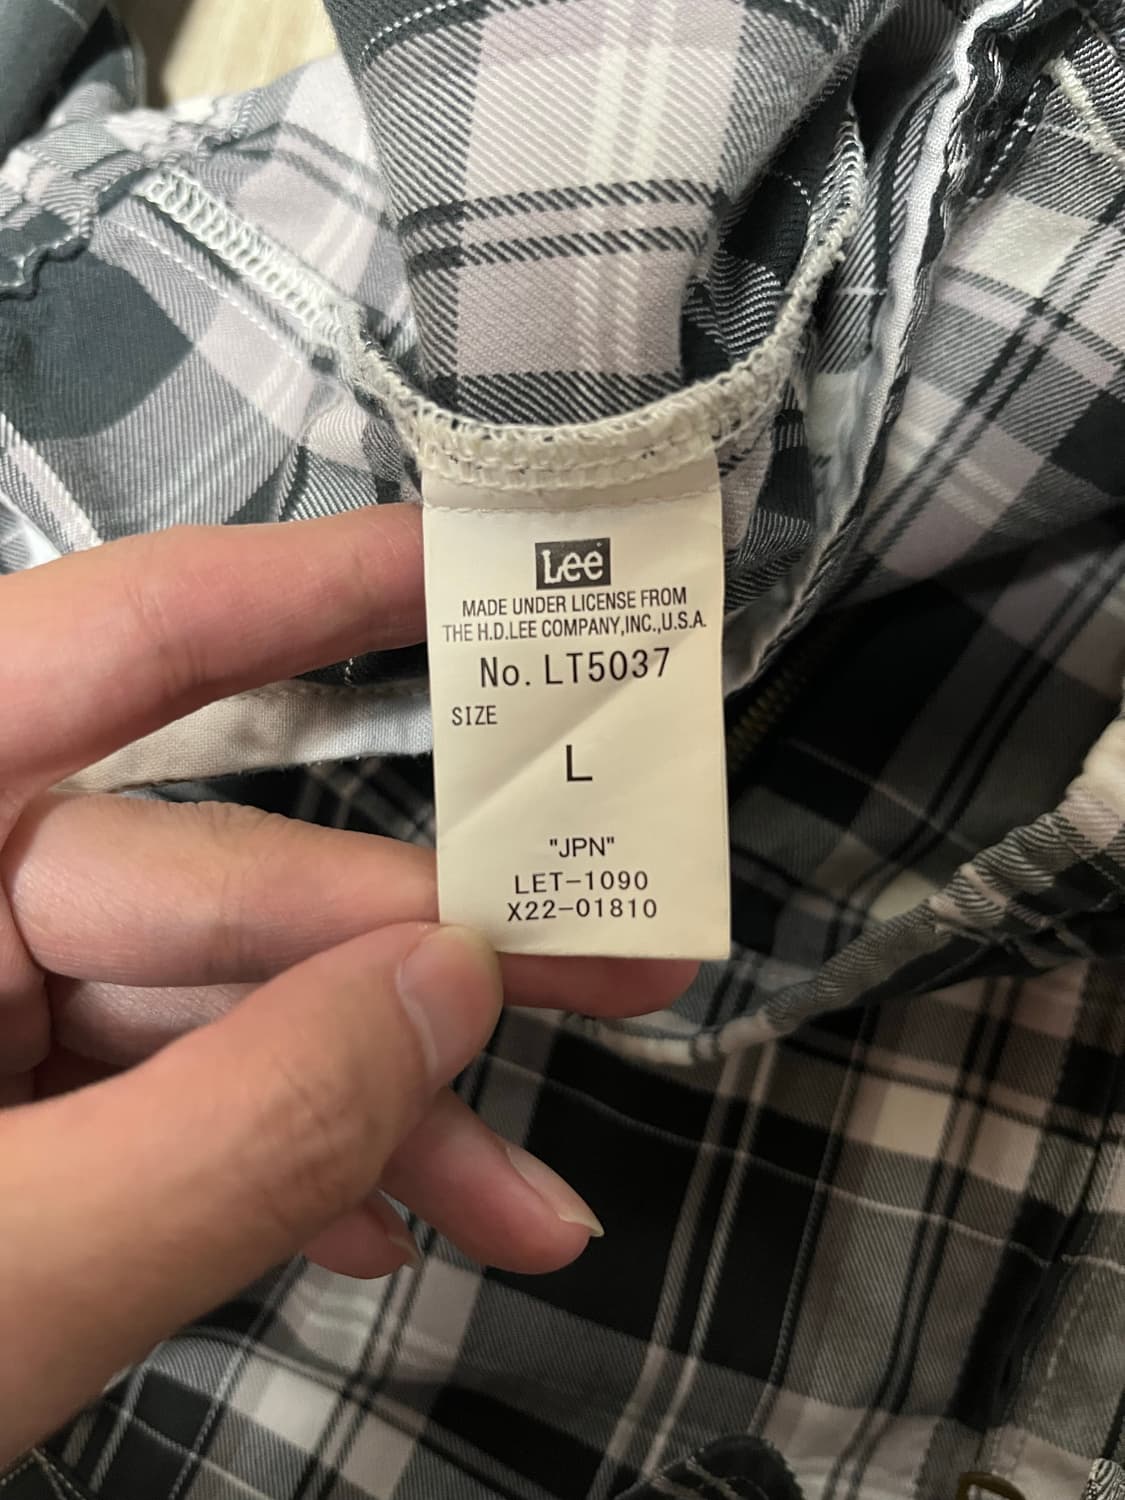 Lee
MADE UNDER LICENSE FROM
THE H.D.LEE COMPANY,INC.,U.S.A.
No. LT5037
SIZE
L
"JPN"
LET-1090
X22-01810